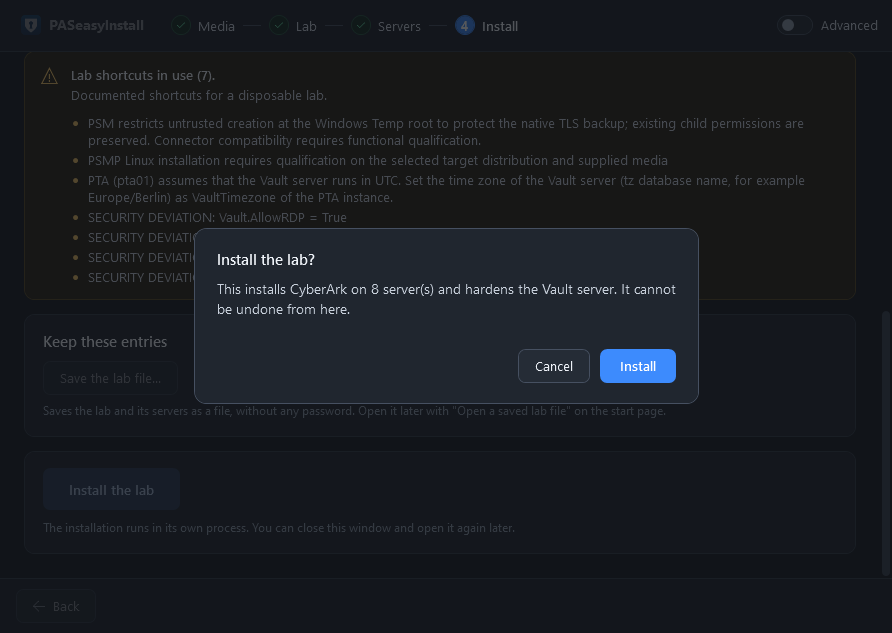 PASeasyInstall
Media
Lab
Servers
4
Install
Advanced
Lab shortcuts in use (7).
Documented shortcuts for a disposable lab.
PSM restricts untrusted creation at the Windows Temp root to protect the native TLS backup; existing child permissions are
preserved. Connector compatibility requires functional qualification.
PSMP Linux installation requires qualification on the selected target distribution and supplied media
PTA (pta01) assumes that the Vault server runs in UTC. Set the time zone of the Vault server (tz database name, for example
Europe/Berlin) as VaultTimezone of the PTA instance.
SECURITY DEVIATION: Vault.AllowRDP = True
SECURITY
SECURITY
SECURITY
Install the lab?
This installs CyberArk on 8 server(s) and hardens the Vault server. It cannot
be undone from here.
Cancel
Install
Keep these entries
Save the lab file...
Saves the lab and its servers as a file, without any password. Open it later with "Open a saved lab file" on the start page.
Install the lab
The installation runs in its own process. You can close this window and open it again later.
← Back